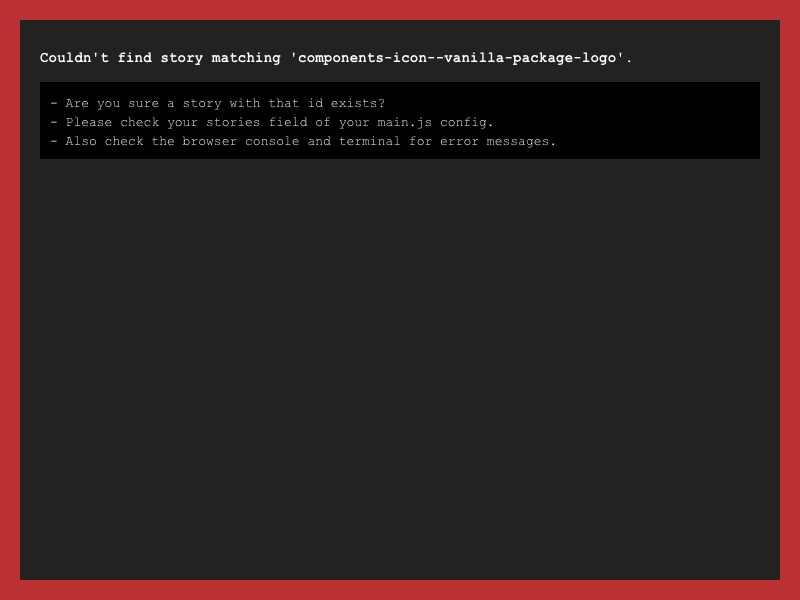 Couldn't find story matching 'components-icon--vanilla-package-logo'.
- Are you sure a story with that id exists?
- Please check your stories field of your main.js config.
- Also check the browser console and terminal for error messages.